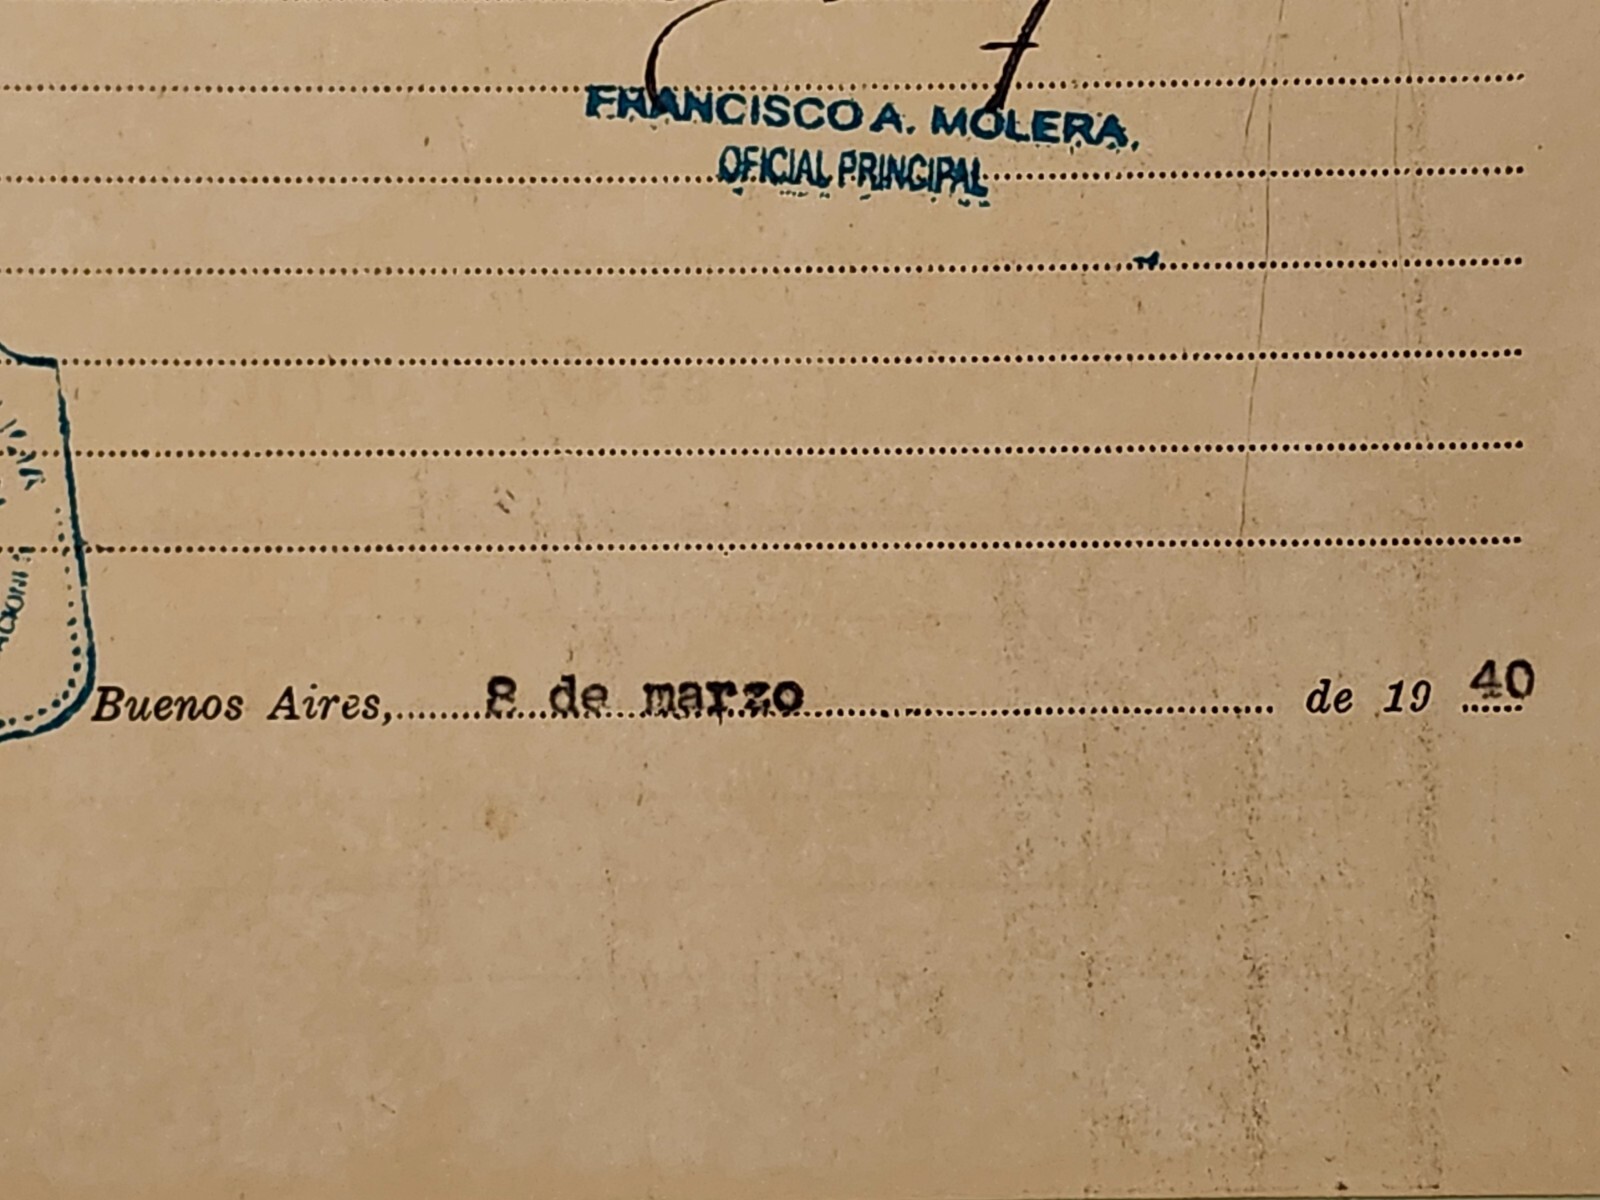 FRANCISCO A. MOLERA.
OFICIAL PRINCIPAL
Buenos Aires, 8 de marzo de 19 40